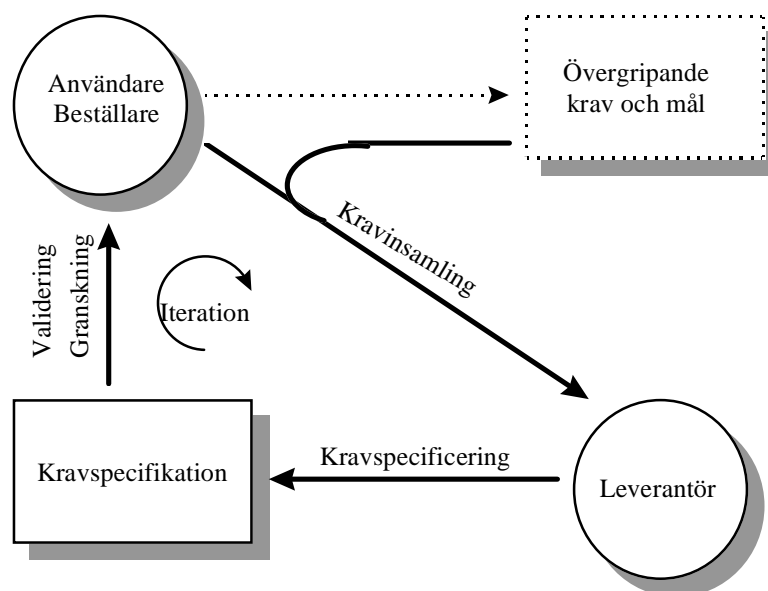 Användare
Beställare
Övergripande
krav och mål
Kravinsamling
Validering
Granskning
Iteration
Kravspecifikation
Kravspecificering
Leverantör